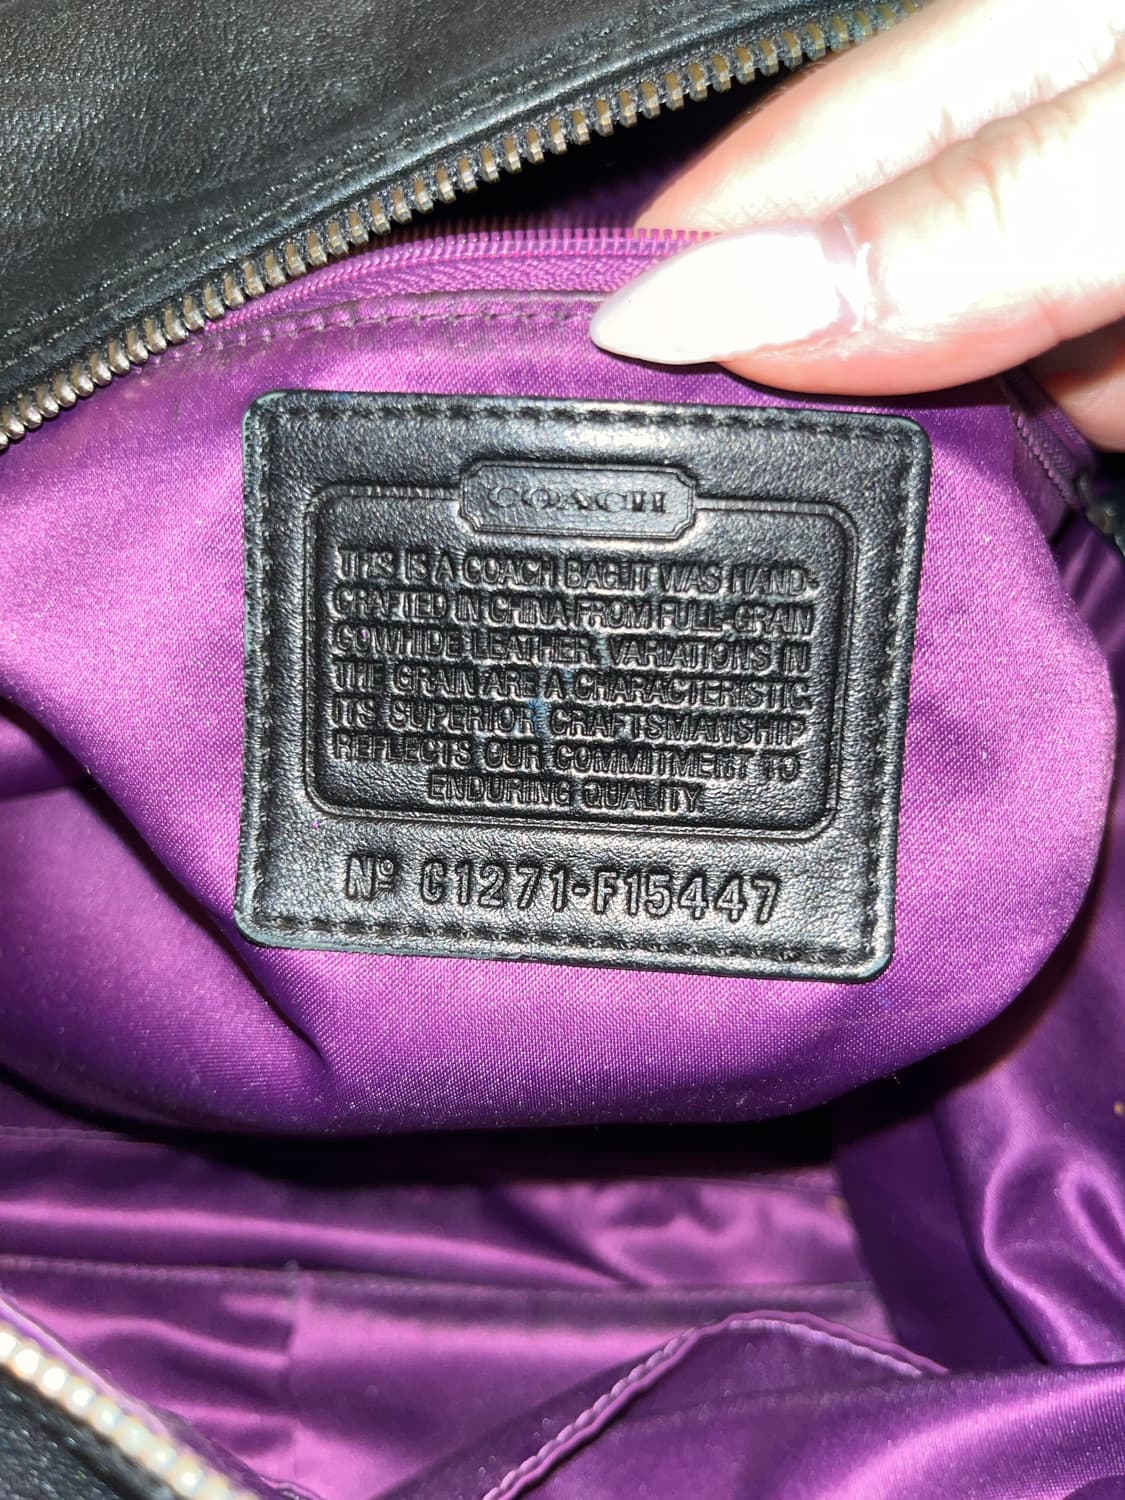 COACH
THIS IS A COACH BAG. IT WAS HAND-
CRAFTED IN CHINA FROM FULL-GRAIN
COWHIDE LEATHER. VARIATIONS IN
THE GRAIN ARE A CHARACTERISTIC.
ITS SUPERIOR CRAFTSMANSHIP
REFLECTS OUR COMMITMENT TO
ENDURING QUALITY.
Nº C1271-F15447